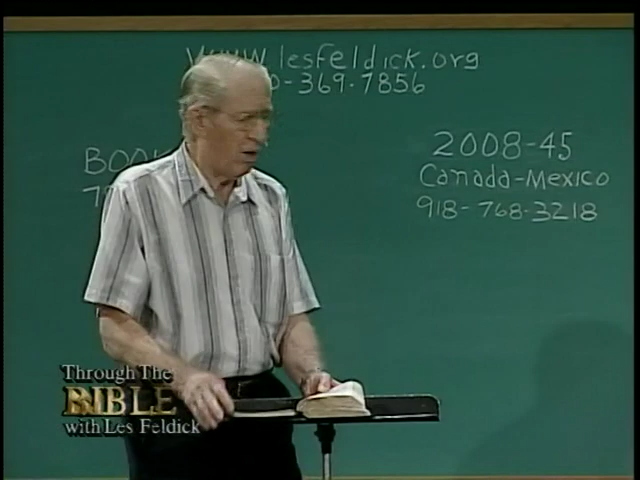 www.lesfeldick.org
0-369-7856
2008-45
Canada-Mexico
918-768-3218
Through The
BIBLE
with Les Feldick